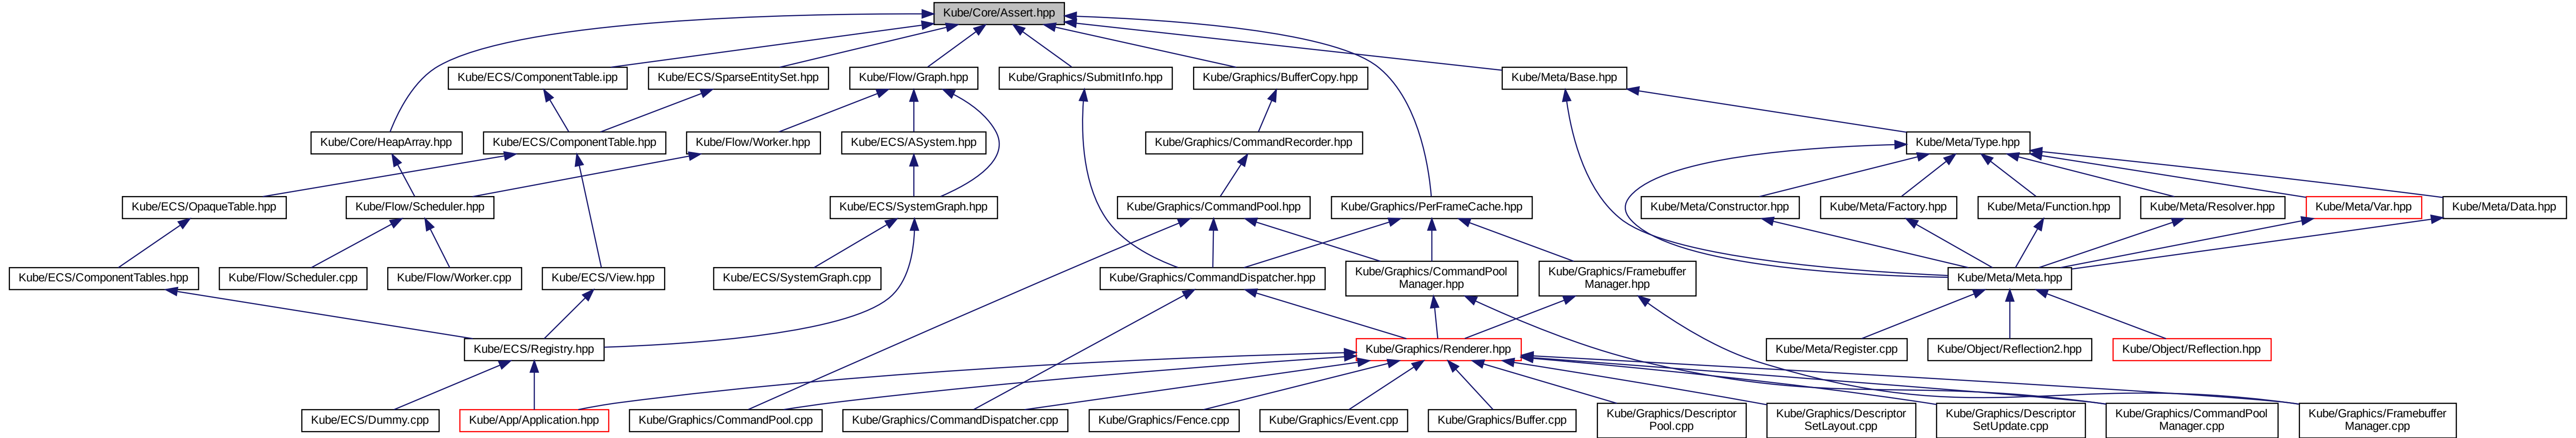 Kube/Core/Assert.hpp
Kube/ECS/ComponentTable.ipp
Kube/ECS/SparseEntitySet.hpp
Kube/Flow/Graph.hpp
Kube/Graphics/SubmitInfo.hpp
Kube/Graphics/BufferCopy.hpp
Kube/Meta/Base.hpp
Kube/Core/HeapArray.hpp
Kube/ECS/ComponentTable.hpp
Kube/Flow/Worker.hpp
Kube/ECS/ASystem.hpp
Kube/Graphics/CommandRecorder.hpp
Kube/Meta/Type.hpp
Kube/ECS/OpaqueTable.hpp
Kube/Flow/Scheduler.hpp
Kube/ECS/SystemGraph.hpp
Kube/Graphics/CommandPool.hpp
Kube/Graphics/PerFrameCache.hpp
Kube/Meta/Constructor.hpp
Kube/Meta/Factory.hpp
Kube/Meta/Function.hpp
Kube/Meta/Resolver.hpp
Kube/Meta/Var.hpp
Kube/Meta/Data.hpp
Kube/ECS/ComponentTables.hpp
Kube/Flow/Scheduler.cpp
Kube/Flow/Worker.cpp
Kube/ECS/View.hpp
Kube/ECS/SystemGraph.cpp
Kube/Graphics/CommandDispatcher.hpp
Kube/Graphics/CommandPool
Manager.hpp
Kube/Graphics/Framebuffer
Manager.hpp
Kube/Meta/Meta.hpp
Kube/ECS/Registry.hpp
Kube/Graphics/Renderer.hpp
Kube/Meta/Register.cpp
Kube/Object/Reflection2.hpp
Kube/Object/Reflection.hpp
Kube/ECS/Dummy.cpp
Kube/App/Application.hpp
Kube/Graphics/CommandPool.cpp
Kube/Graphics/CommandDispatcher.cpp
Kube/Graphics/Fence.cpp
Kube/Graphics/Event.cpp
Kube/Graphics/Buffer.cpp
Kube/Graphics/Descriptor
Pool.cpp
Kube/Graphics/Descriptor
SetLayout.cpp
Kube/Graphics/Descriptor
SetUpdate.cpp
Kube/Graphics/CommandPool
Manager.cpp
Kube/Graphics/Framebuffer
Manager.cpp